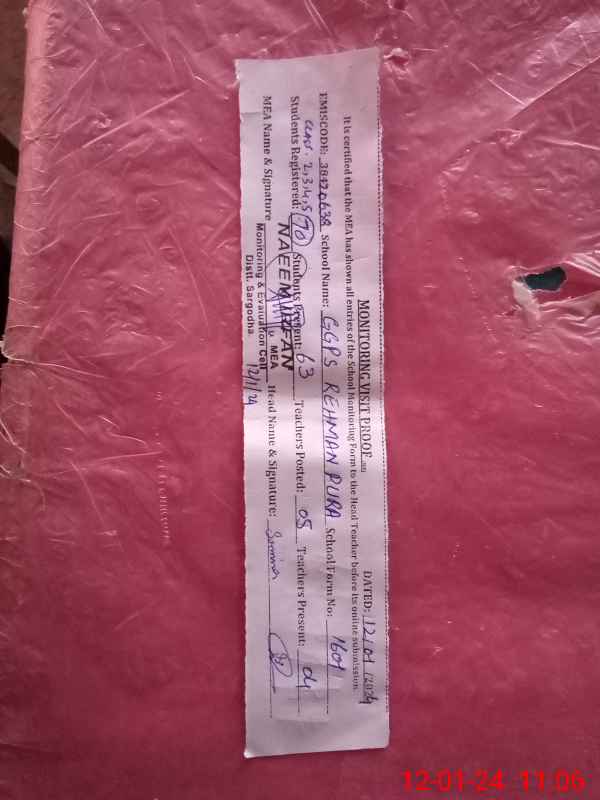 MONITORING VISIT PROOF DATED: 12/01/2024
It is certified that the MEA has shown all entries of the School Monitoring Form to the Head Teacher before its online submission.
EMISCODE: 38420638 School Name: GGPS REHMAN PURA School Form No: 1601
Class. 2,3,4,5
Students Registered: 70 Students Present: 63 Teachers Posted: 05 Teachers Present: 04
NAEEM IRFAN
MEA Name & Signature MEA Head Name & Signature:
Monitoring & Evaluation Cell
Distt. Sargodha.
12/1/24
12-01-24 11:06